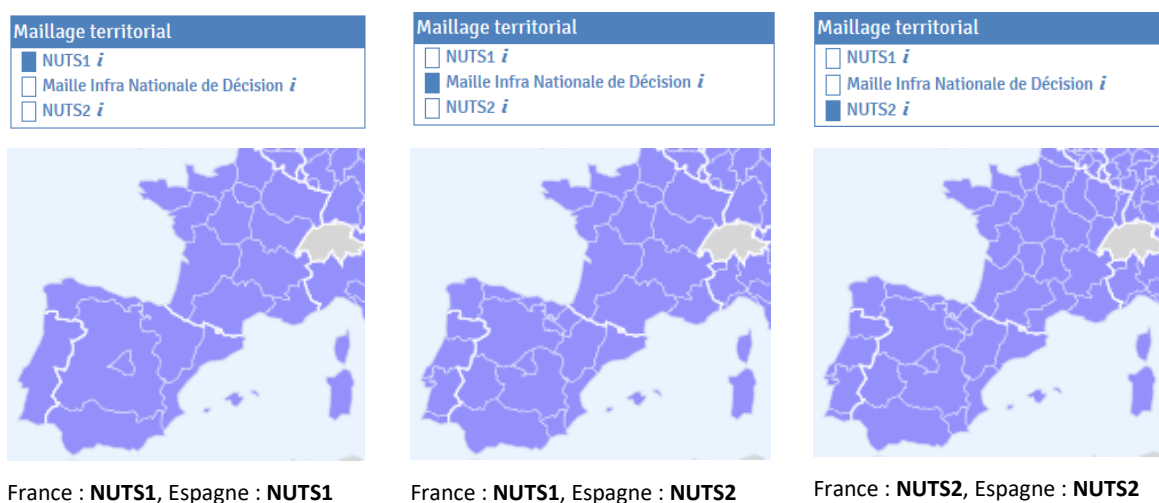 Maillage territorial
NUTS1 i
Maille Infra Nationale de Décision i
NUTS2 i
France : NUTS1, Espagne : NUTS1
Maillage territorial
NUTS1 i
Maille Infra Nationale de Décision i
NUTS2 i
France : NUTS1, Espagne : NUTS2
Maillage territorial
NUTS1 i
Maille Infra Nationale de Décision i
NUTS2 i
France : NUTS2, Espagne : NUTS2